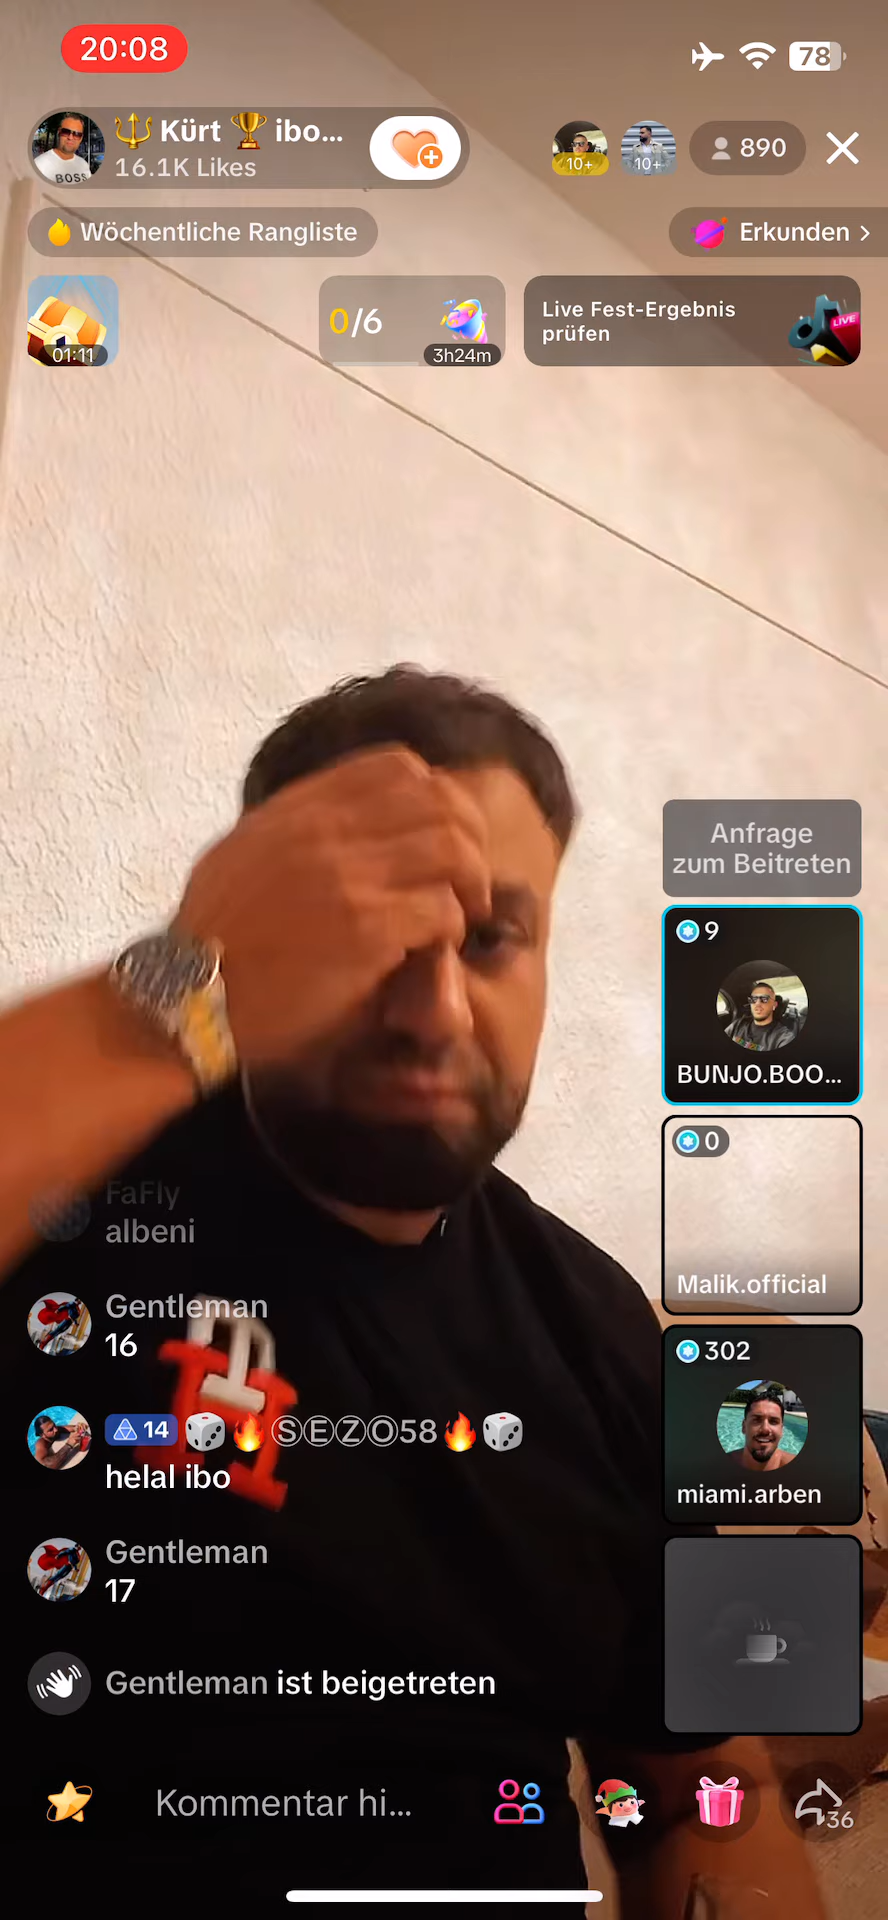 20:08
78
🔱 Kürt 🏆 ibo...
16.1K Likes
BOSS
10+
10+
890
Wöchentliche Rangliste
Erkunden >
01:11
0/6
3h24m
Live Fest-Ergebnis
prüfen
LIVE
Anfrage
zum Beitreten
9
BUNJO.BOO...
0
Malik.official
302
miami.arben
FaFly
albeni
Gentleman
16
14 🎲🔥ⓈⒺⓏⓄ58🔥🎲
helal ibo
Gentleman
17
Gentleman ist beigetreten
Kommentar hi...
36